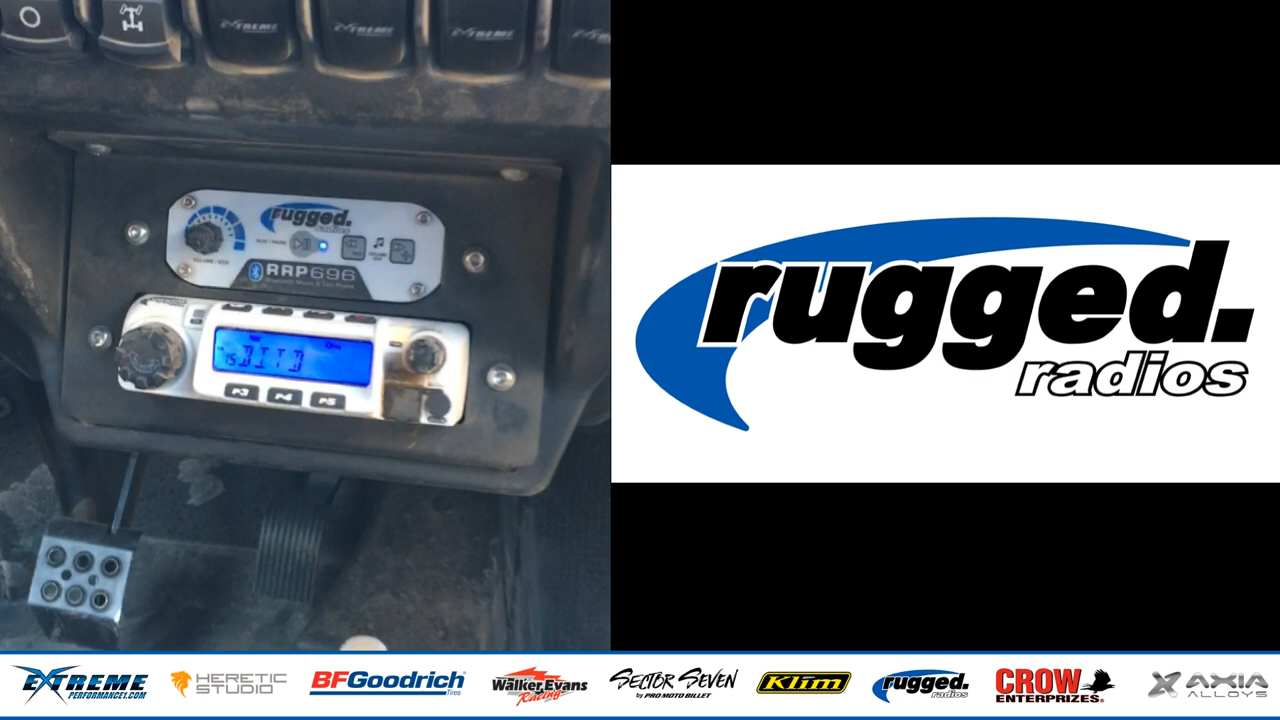 XTREME
XTREME
XTREME
rugged.
radios
PLAY / PAUSE
VOLUME / VOX
RRP696
Bluetooth Music & Cell Phone
P3
P4
P5
rugged.
radios
EXTREME
PERFORMANCE1.COM
HERETIC
STUDIO
BFGoodrich
Tires
Walker Evans
Racing
SECTOR SEVEN
by PRO MOTO BILLET
KLIM
rugged.
radios
CROW
ENTERPRIZES
AXIA
ALLOYS